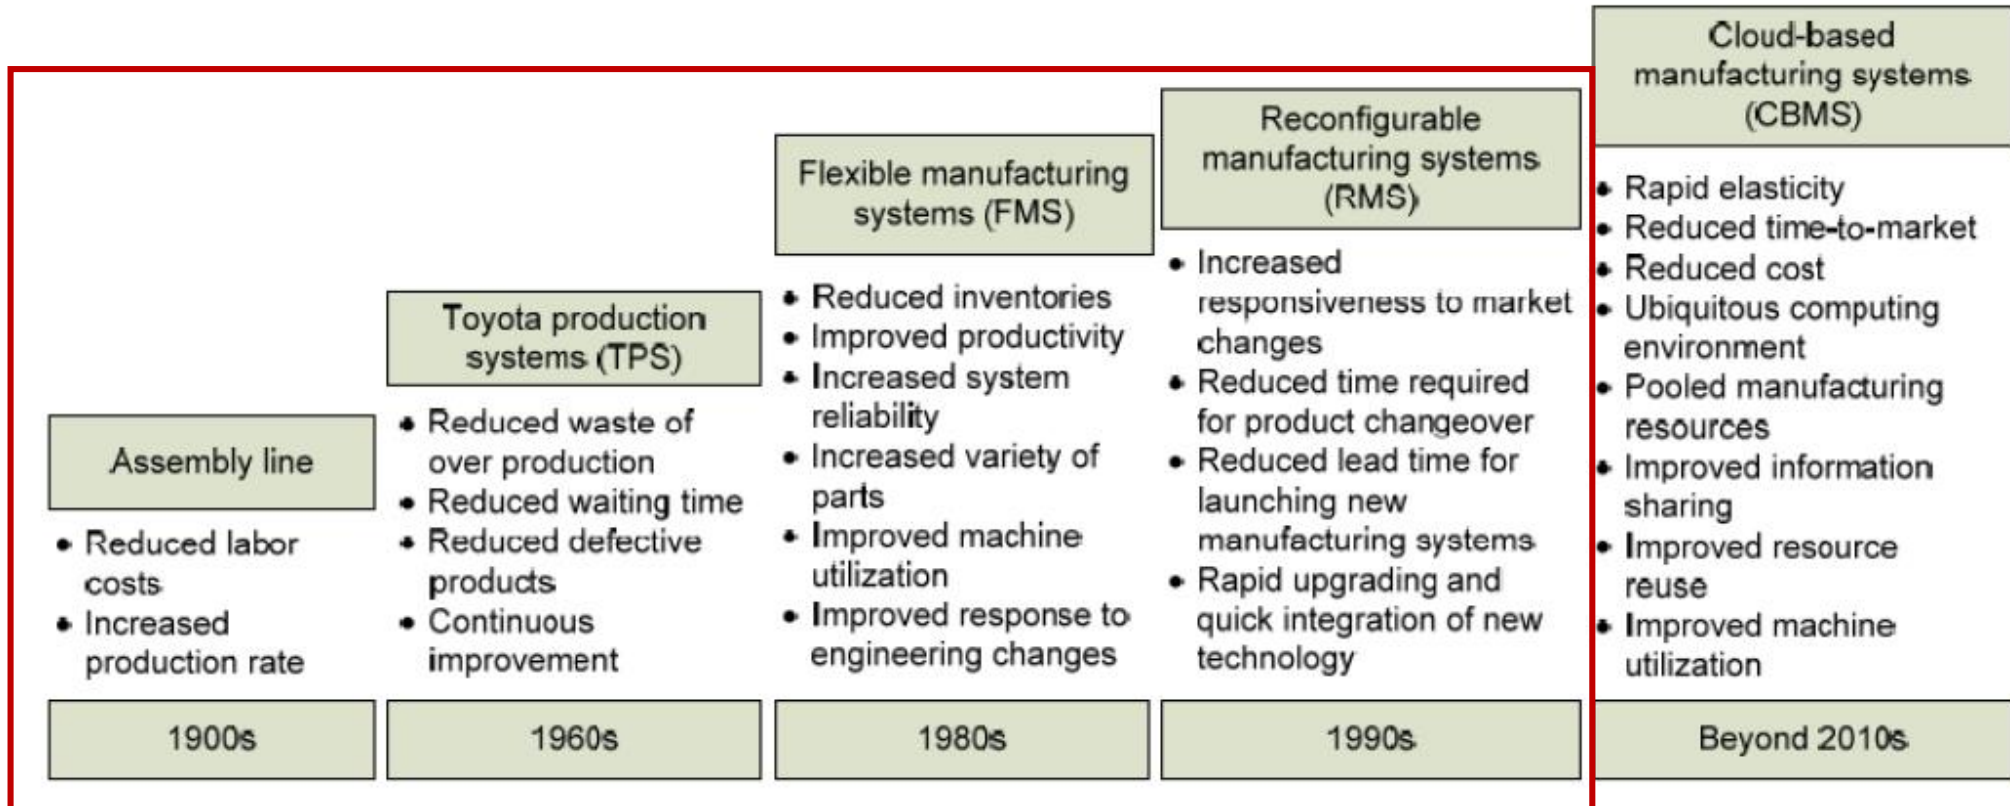 Assembly line
• Reduced labor
costs
• Increased
production rate
1900s
Toyota production
systems (TPS)
• Reduced waste of
over production
• Reduced waiting time
• Reduced defective
products
• Continuous
improvement
1960s
Flexible manufacturing
systems (FMS)
• Reduced inventories
• Improved productivity
• Increased system
reliability
• Increased variety of
parts
• Improved machine
utilization
• Improved response to
engineering changes
1980s
Reconfigurable
manufacturing systems
(RMS)
• Increased
responsiveness to market
changes
• Reduced time required
for product changeover
• Reduced lead time for
launching new
manufacturing systems
• Rapid upgrading and
quick integration of new
technology
1990s
Cloud-based
manufacturing systems
(CBMS)
• Rapid elasticity
• Reduced time-to-market
• Reduced cost
• Ubiquitous computing
environment
• Pooled manufacturing
resources
• Improved information
sharing
• Improved resource
reuse
• Improved machine
utilization
Beyond 2010s